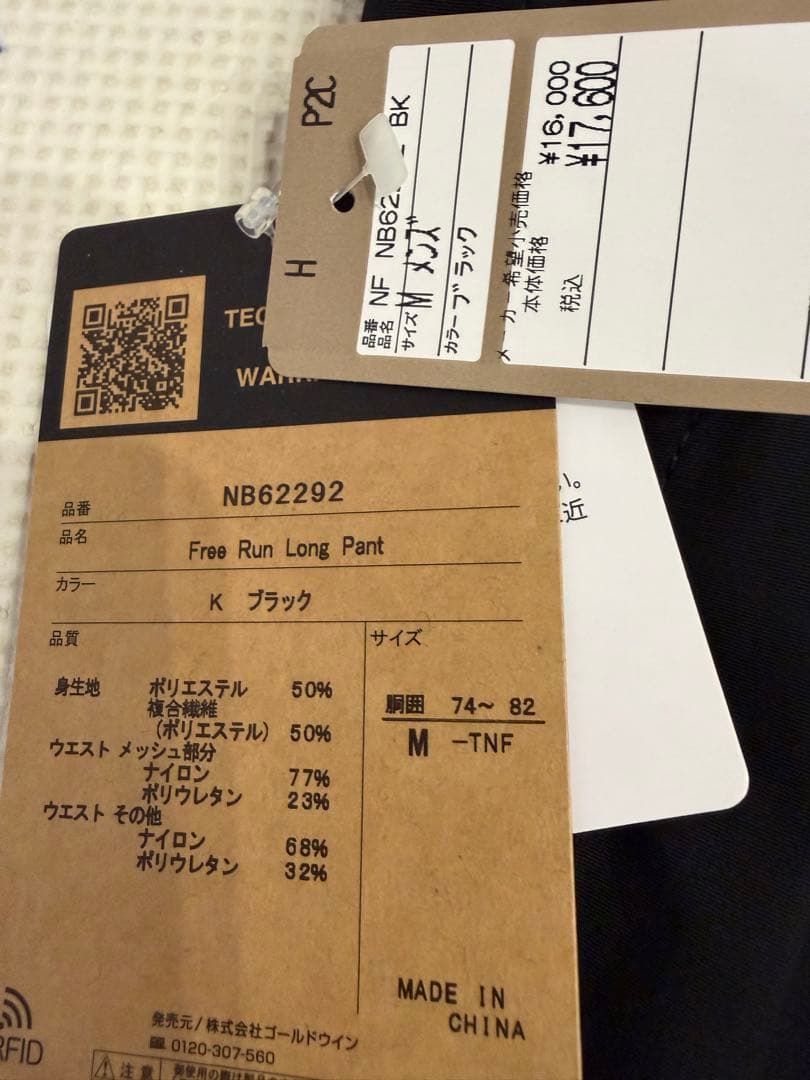 P2C
H
品番 NF NB62 BK
品名
サイズ M メンズ
カラー ブラック
メーカー希望小売価格
本体価格 ¥16,000
税込 ¥17,600
い。
近
品番 NB62292
品名 Free Run Long Pant
カラー K ブラック
品質
身生地 ポリエステル 50%
複合繊維
(ポリエステル) 50%
ウエスト メッシュ部分
ナイロン 77%
ポリウレタン 23%
ウエスト その他
ナイロン 68%
ポリウレタン 32%
サイズ
胴囲 74~ 82
M -TNF
MADE IN
CHINA
発売元/株式会社ゴールドウイン
0120-307-560
RFID
注意